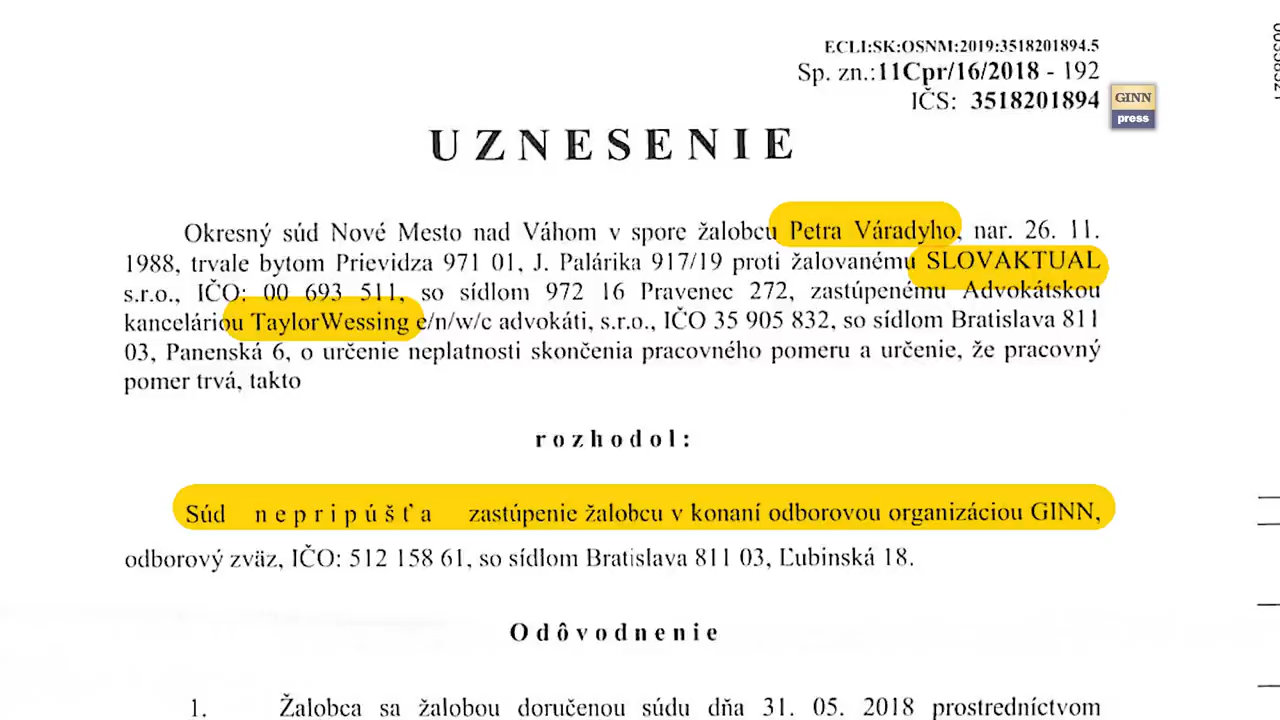 ECLI:SK:OSNM:2019:3518201894.5
Sp. zn.:11Cpr/16/2018 - 192
IČS: 3518201894
GINN
press
UZNESENIE
Okresný súd Nové Mesto nad Váhom v spore žalobcu Petra Váradyho, nar. 26. 11.
1988, trvale bytom Prievidza 971 01, J. Palárika 917/19 proti žalovanému SLOVAKTUAL
s.r.o., IČO: 00 693 511, so sídlom 972 16 Pravenec 272, zastúpenému Advokátskou
kanceláriou TaylorWessing e/n/w/c advokáti, s.r.o., IČO 35 905 832, so sídlom Bratislava 811
03, Panenská 6, o určenie neplatnosti skončenia pracovného pomeru a určenie, že pracovný
pomer trvá, takto
rozhodol:
Súd nepripúšťa zastúpenie žalobcu v konaní odborovou organizáciou GINN,
odborový zväz, IČO: 512 158 61, so sídlom Bratislava 811 03, Ľubinská 18.
Odôvodnenie
1. Žalobca sa žalobou doručenou súdu dňa 31. 05. 2018 prostredníctvom